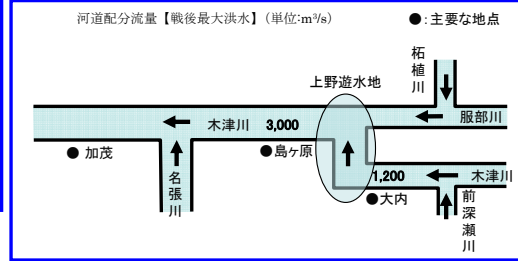 河道配分流量【戦後最大洪水】(単位:m³/s)
●:主要な地点
上野遊水地
柘植川
服部川
木津川
3,000
●加茂
名張川
●島ヶ原
1,200
木津川
●大内
前深瀬川